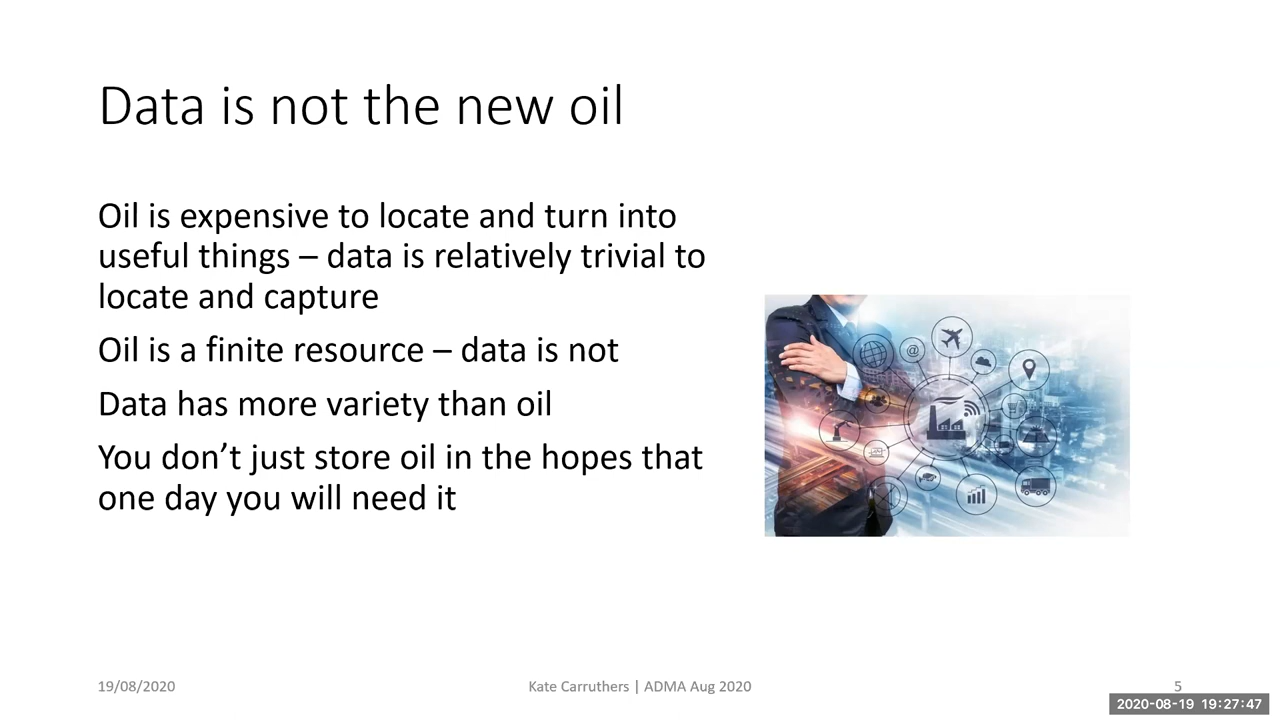 Data is not the new oil
Oil is expensive to locate and turn into
useful things – data is relatively trivial to
locate and capture
Oil is a finite resource – data is not
Data has more variety than oil
You don’t just store oil in the hopes that
one day you will need it
@
19/08/2020
Kate Carruthers | ADMA Aug 2020
5
2020-08-19 19:27:47